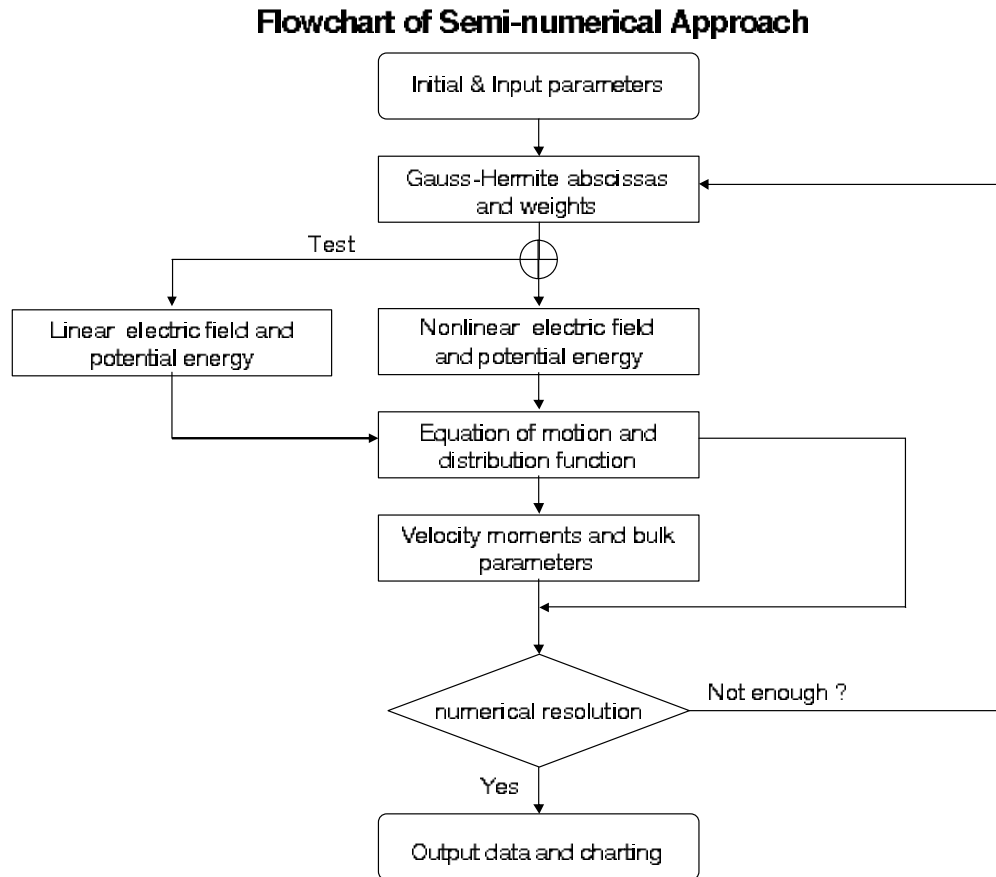 Flowchart of Semi-numerical Approach
Initial & Input parameters
Gauss-Hermite abscissas
and weights
Test
Linear electric field and
potential energy
Nonlinear electric field
and potential energy
Equation of motion and
distribution function
Velocity moments and bulk
parameters
numerical resolution
Not enough ?
Yes
Output data and charting